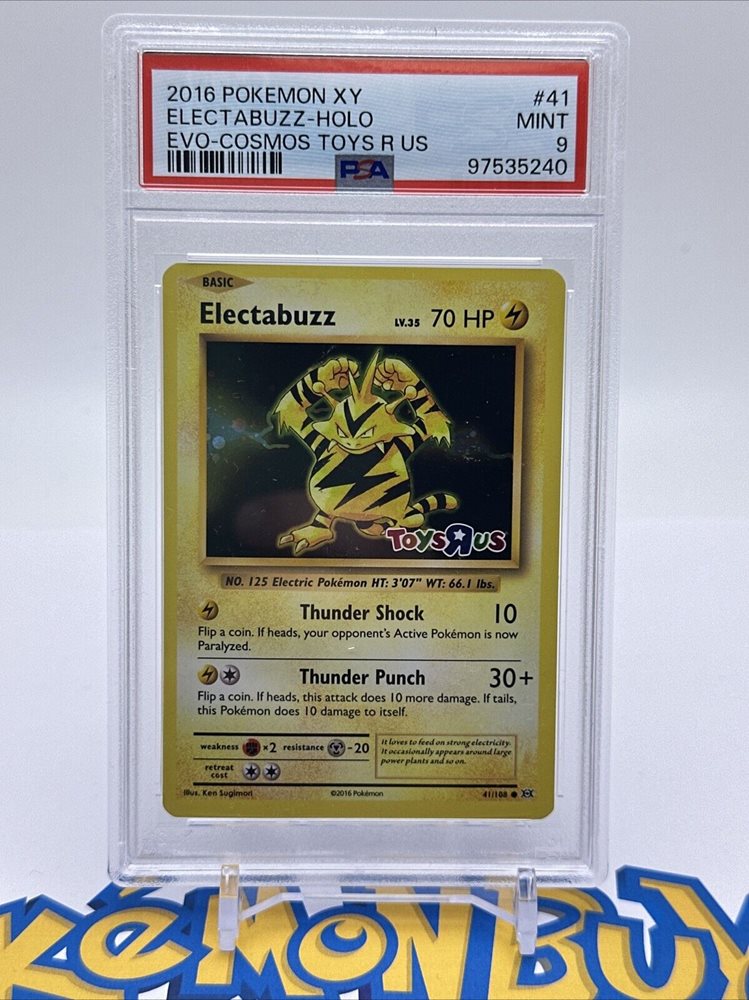 2016 POKEMON XY #41
ELECTABUZZ-HOLO MINT
EVO-COSMOS TOYS R US 9
PSA 97535240
BASIC
Electabuzz LV.35 70 HP
ToysRus
NO. 125 Electric Pokémon HT: 3'07" WT: 66.1 lbs.
Thunder Shock 10
Flip a coin. If heads, your opponent's Active Pokémon is now
Paralyzed.
Thunder Punch 30+
Flip a coin. If heads, this attack does 10 more damage. If tails,
this Pokémon does 10 damage to itself.
weakness ×2 resistance -20
It loves to feed on strong electricity.
It occasionally appears around large
power plants and so on.
retreat
cost
Illus. Ken Sugimori ©2016 Pokémon 41/108
KéMON BUY